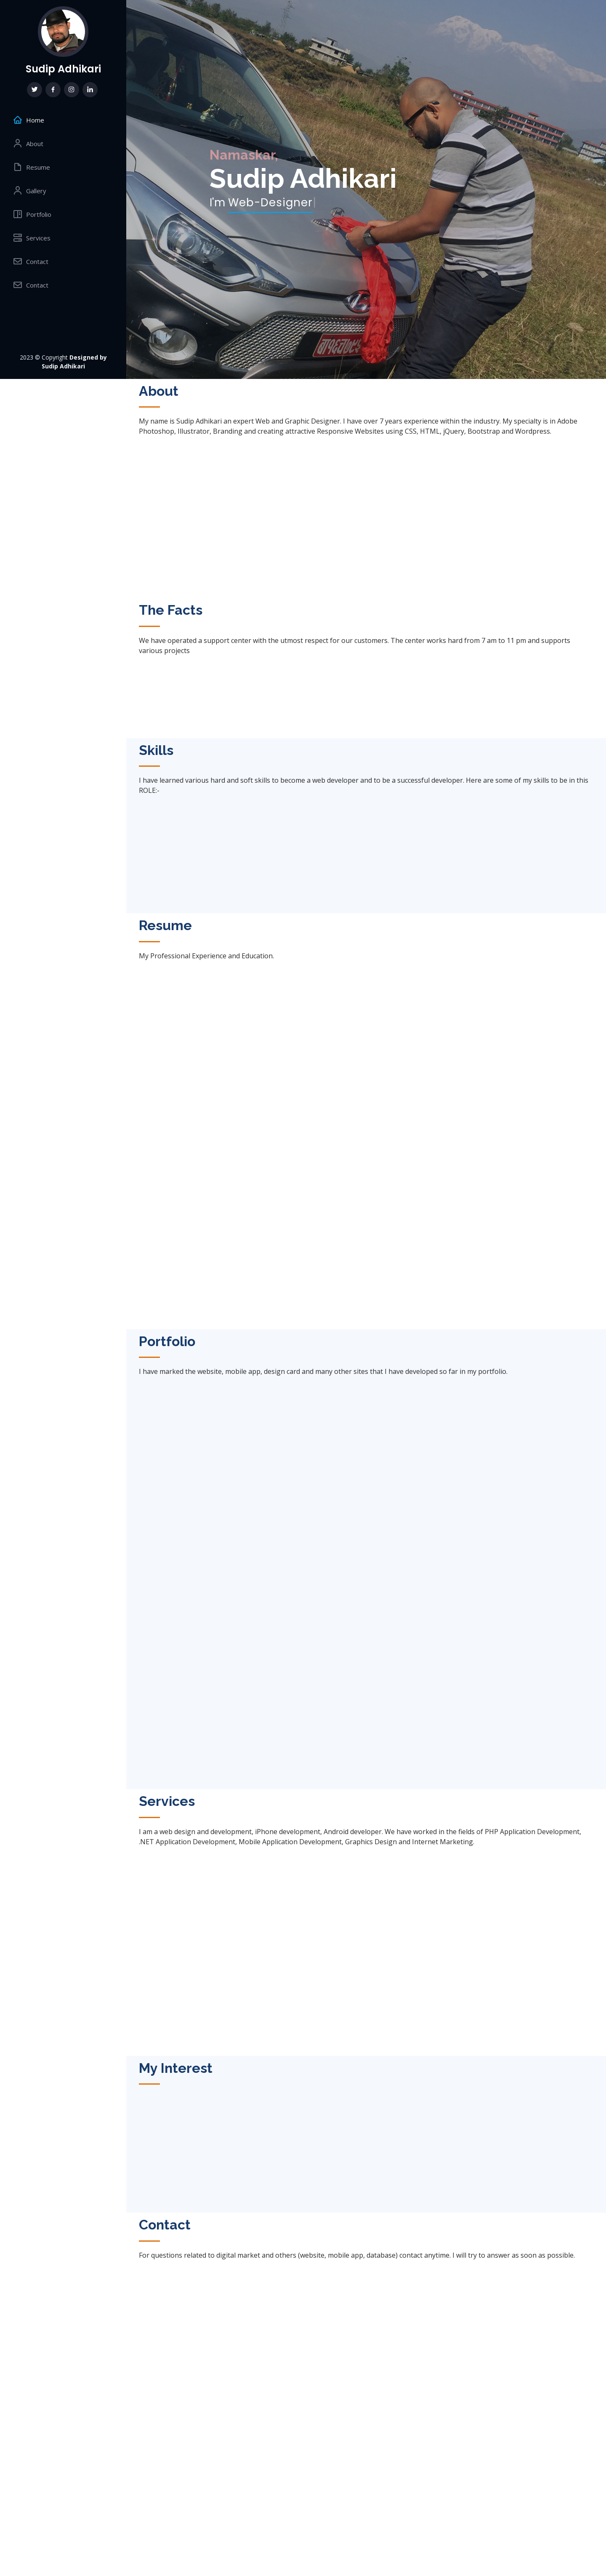 Sudip Adhikari
Home
About
Resume
Gallery
Portfolio
Services
Contact
Contact
2023 © Copyright Designed by
Sudip Adhikari
Namaskar,
Sudip Adhikari
I'm Web-Designer
About
My name is Sudip Adhikari an expert Web and Graphic Designer. I have over 7 years experience within the industry. My specialty is in Adobe
Photoshop, Illustrator, Branding and creating attractive Responsive Websites using CSS, HTML, jQuery, Bootstrap and Wordpress.
The Facts
We have operated a support center with the utmost respect for our customers. The center works hard from 7 am to 11 pm and supports
various projects
Skills
I have learned various hard and soft skills to become a web developer and to be a successful developer. Here are some of my skills to be in this
ROLE:-
Resume
My Professional Experience and Education.
Portfolio
I have marked the website, mobile app, design card and many other sites that I have developed so far in my portfolio.
Services
I am a web design and development, iPhone development, Android developer. We have worked in the fields of PHP Application Development,
.NET Application Development, Mobile Application Development, Graphics Design and Internet Marketing.
My Interest
Contact
For questions related to digital market and others (website, mobile app, database) contact anytime. I will try to answer as soon as possible.